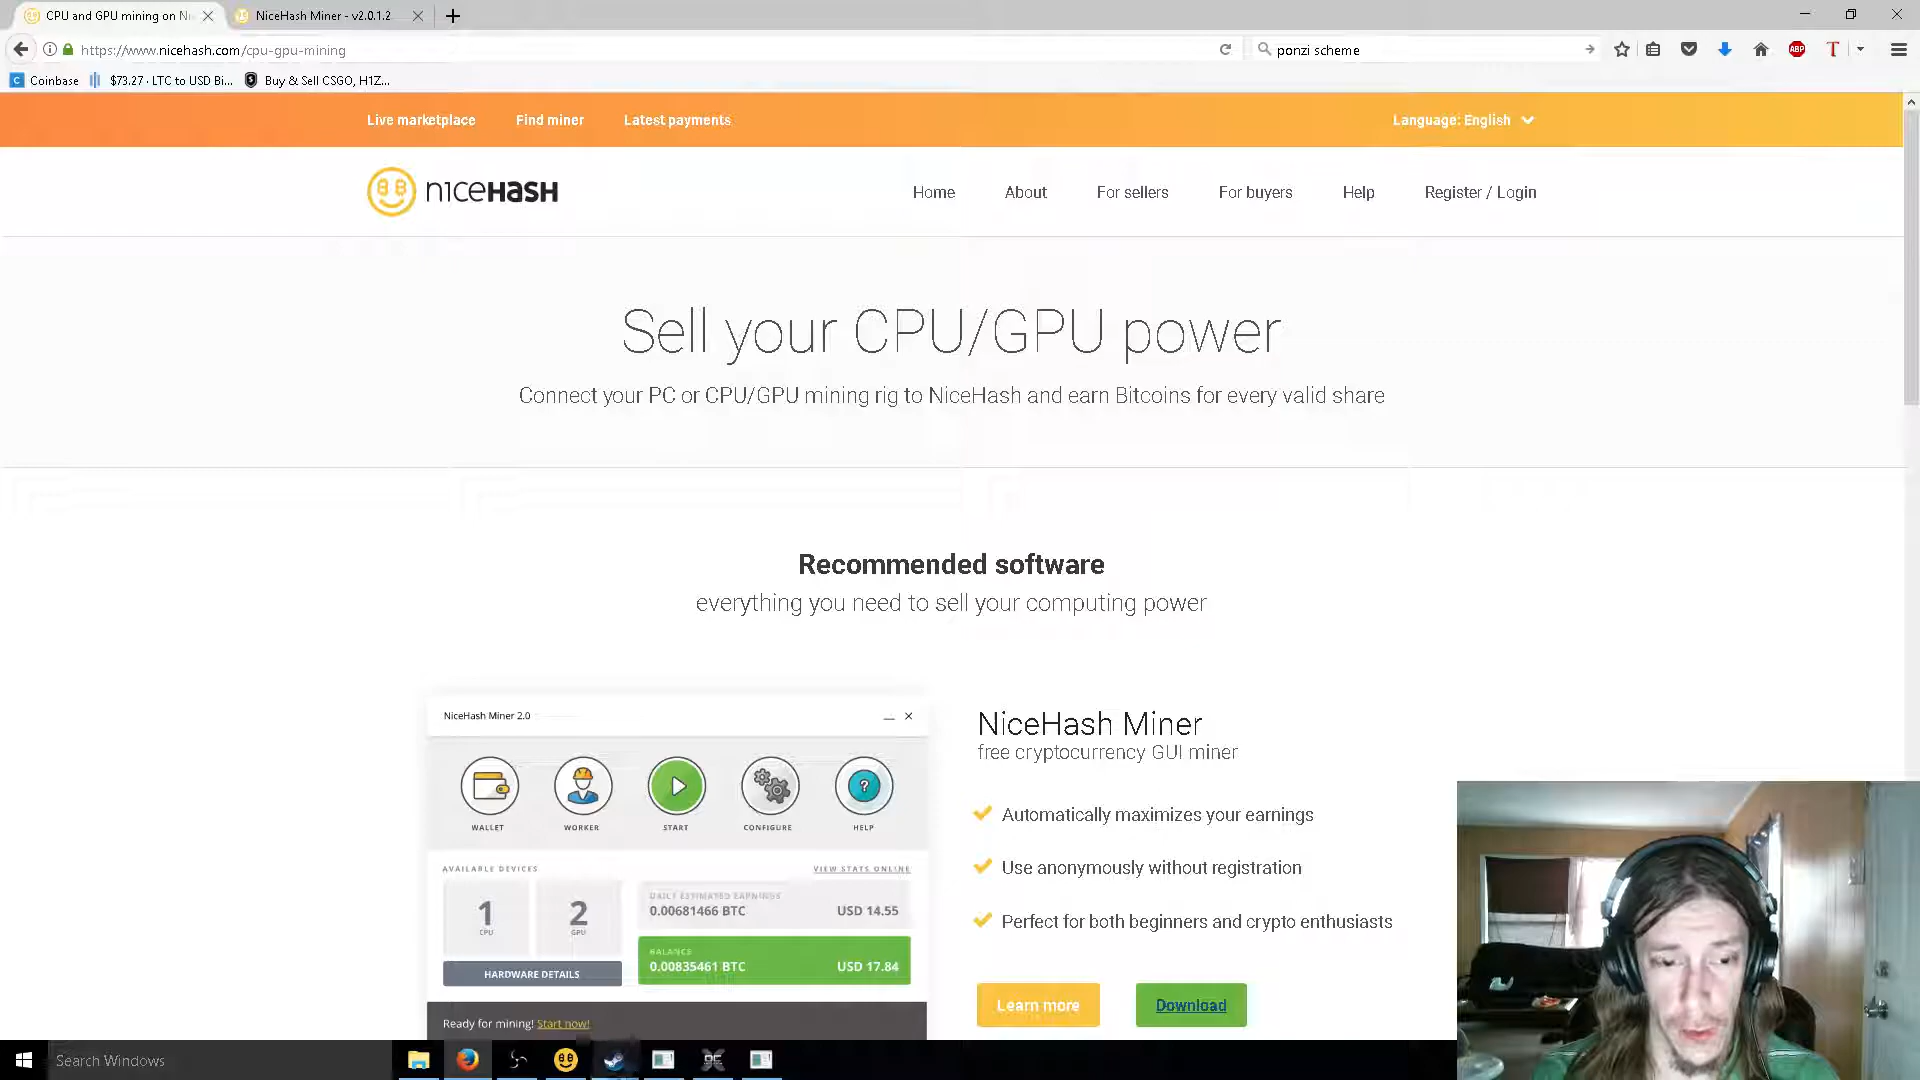 CPU and GPU mining on Ni
NiceHash Miner - v2.0.1.2
https://www.nicehash.com/cpu-gpu-mining
ponzi scheme
ABP
T
Coinbase
$73.27 · LTC to USD Bi...
Buy & Sell CSGO, H1Z...
Live marketplace
Find miner
Latest payments
Language: English
niceHASH
Home
About
For sellers
For buyers
Help
Register / Login
Sell your CPU/GPU power
Connect your PC or CPU/GPU mining rig to NiceHash and earn Bitcoins for every valid share
Recommended software
everything you need to sell your computing power
NiceHash Miner 2.0
WALLET
WORKER
START
CONFIGURE
HELP
AVAILABLE DEVICES
VIEW STATS ONLINE
1
CPU
2
GPU
HARDWARE DETAILS
DAILY ESTIMATED EARNINGS
0.00681466 BTC
USD 14.55
BALANCE
0.00835461 BTC
USD 17.84
Ready for mining! Start now!
NiceHash Miner
free cryptocurrency GUI miner
Automatically maximizes your earnings
Use anonymously without registration
Perfect for both beginners and crypto enthusiasts
Learn more
Download
Search Windows